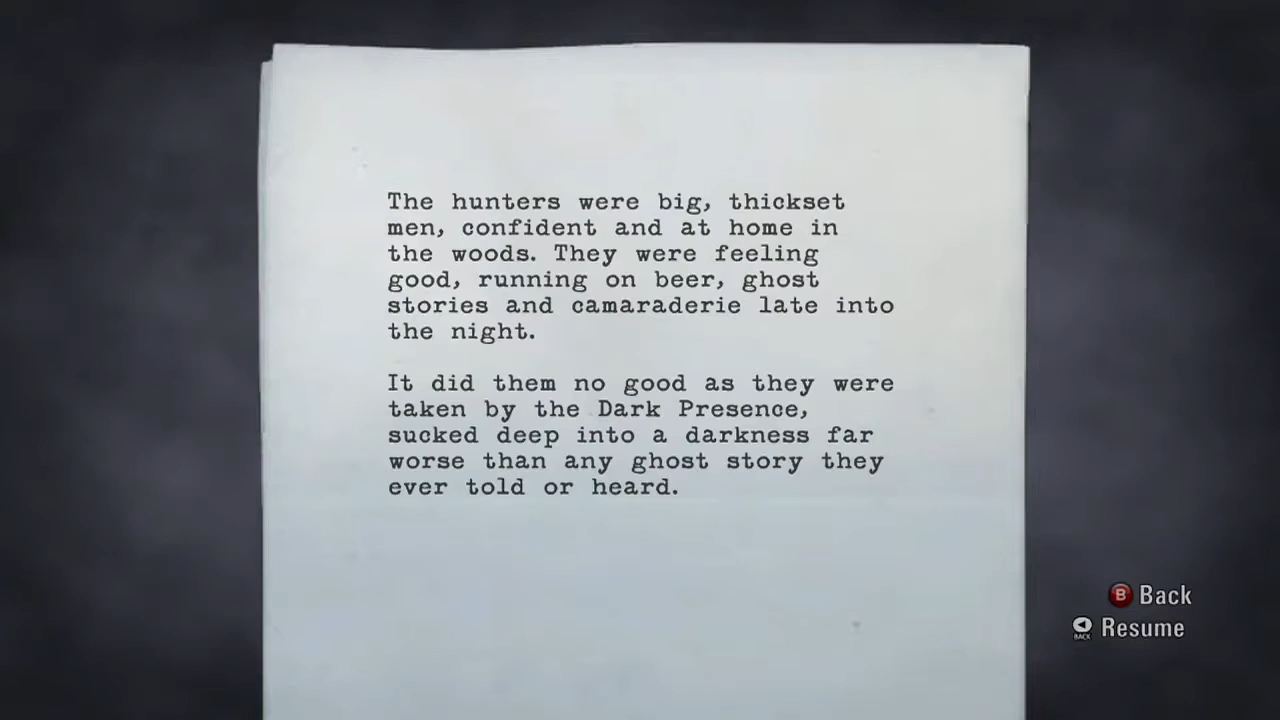 The hunters were big, thickset
men, confident and at home in
the woods. They were feeling
good, running on beer, ghost
stories and camaraderie late into
the night.
It did them no good as they were
taken by the Dark Presence,
sucked deep into a darkness far
worse than any ghost story they
ever told or heard.
B Back
BACK Resume